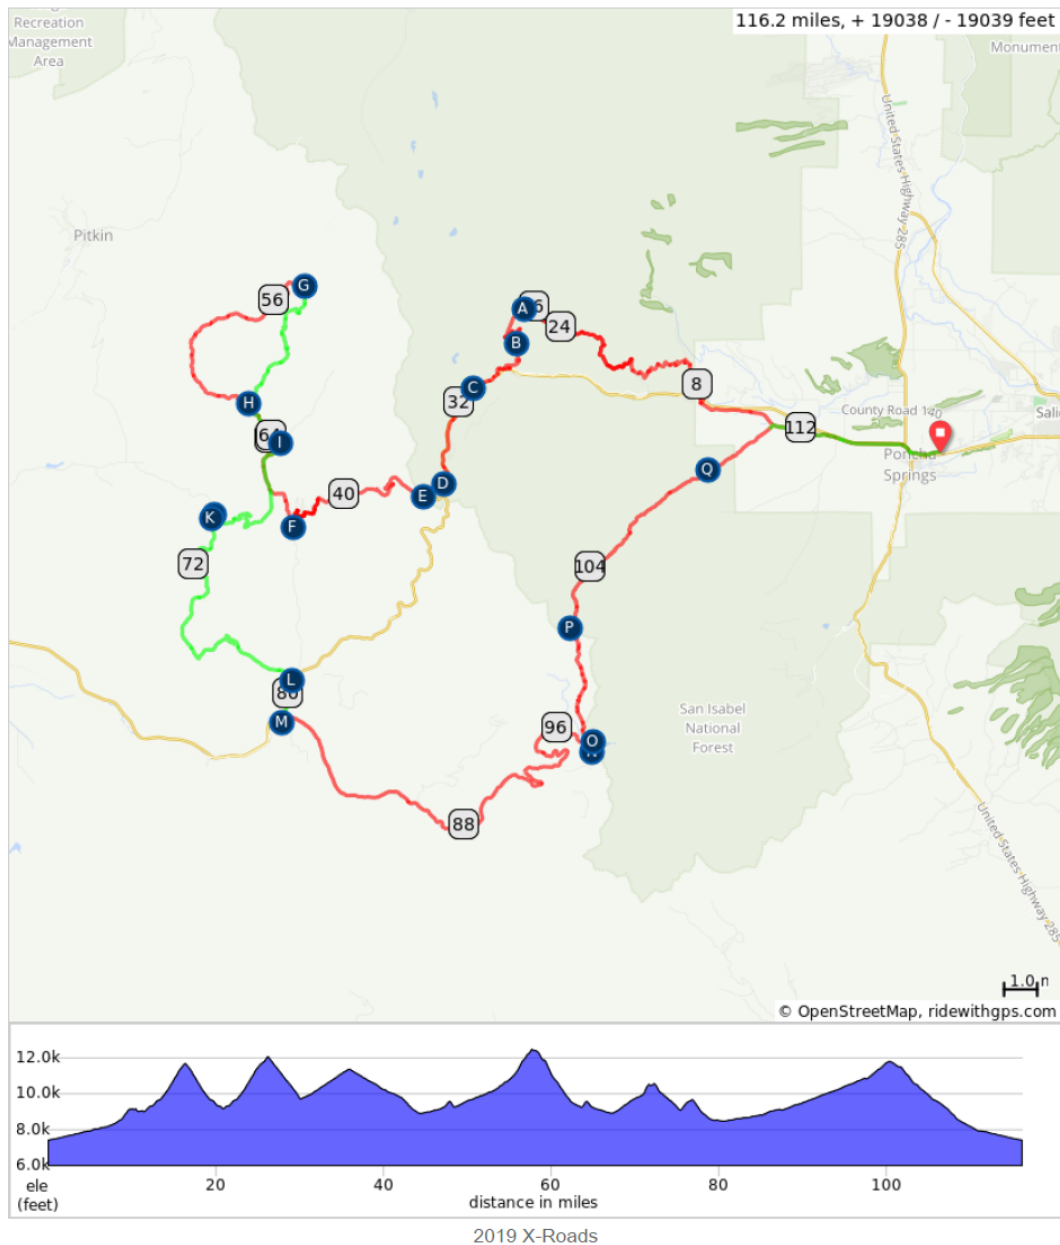 116.2 miles, + 19038 / - 19039 feet
Recreation
Management
Area
Monument
United States Highway 285
Pitkin
G
56
A
24
B
8
C
32
H
County Road 140
112
I
Poncha
Springs
Q
D
E
40
F
K
72
104
P
L
M
San Isabel
National
Forest
96
O
88
United States Highway 285
1.0
© OpenStreetMap, ridewithgps.com
12.0k
10.0k
8.0k
6.0k
ele
(feet)
20
40
60
80
100
distance in miles
2019 X-Roads